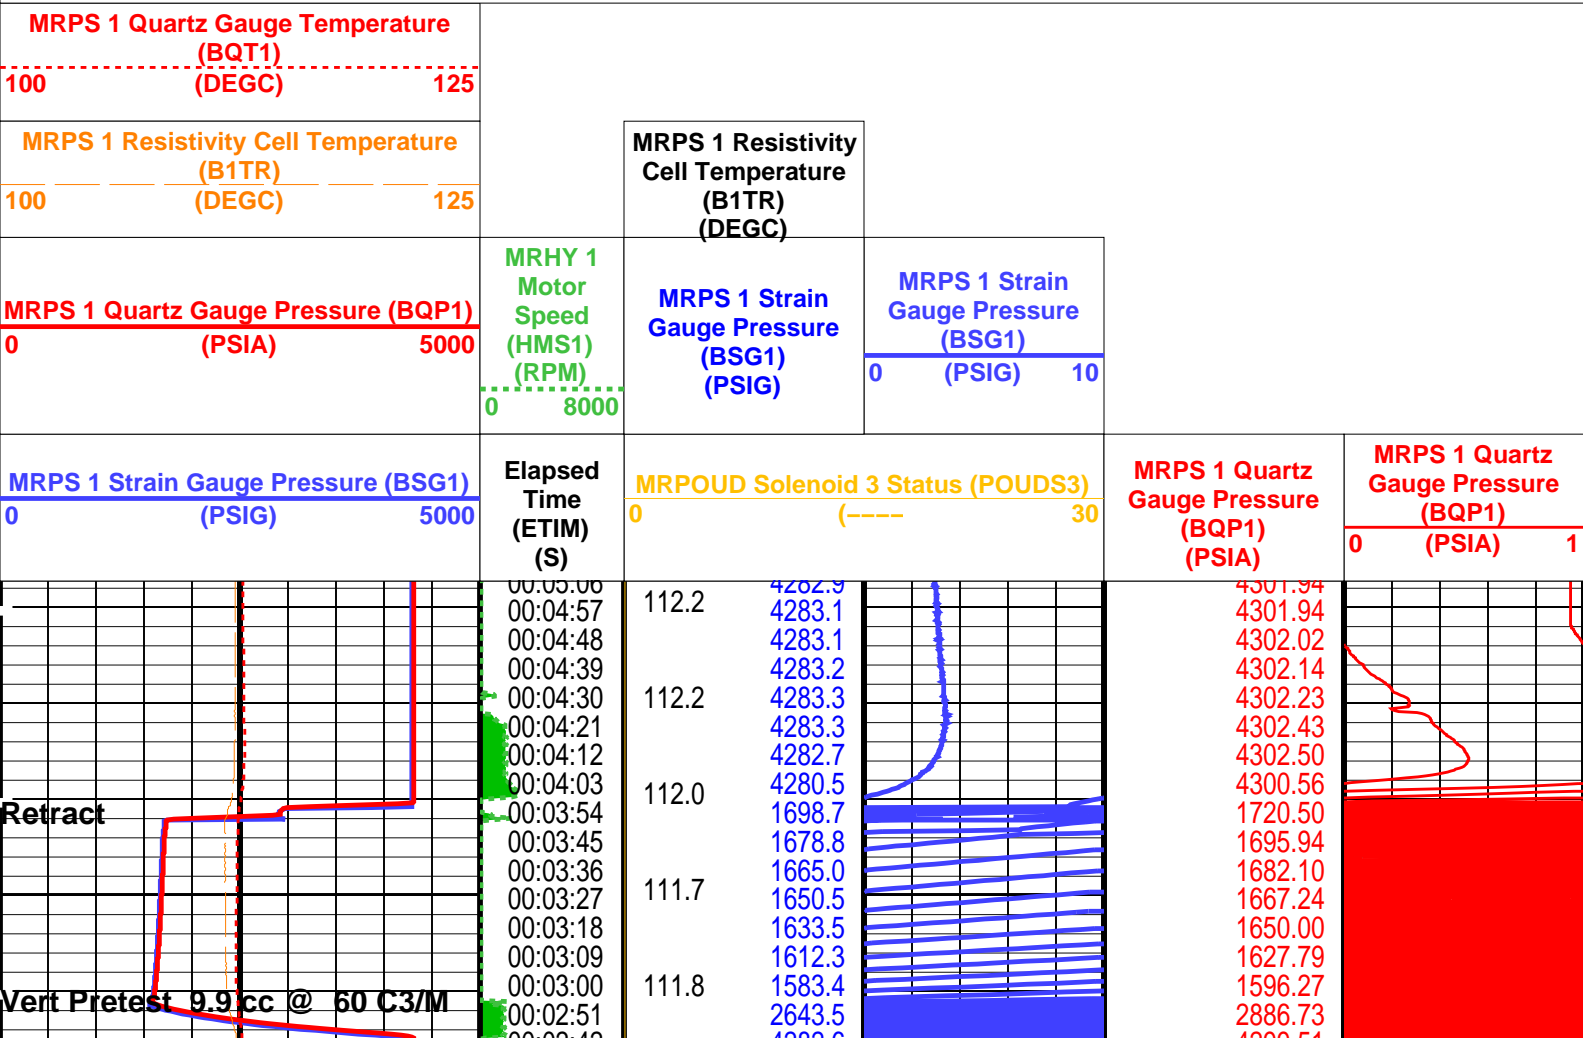 MRPS 1 Quartz Gauge Temperature
(BQT1)
100 (DEGC) 125
MRPS 1 Resistivity Cell Temperature
(B1TR)
100 (DEGC) 125
MRPS 1 Resistivity
Cell Temperature
(B1TR)
(DEGC)
MRPS 1 Quartz Gauge Pressure (BQP1)
0 (PSIA) 5000
MRHY 1
Motor
Speed
(HMS1)
(RPM)
0 8000
MRPS 1 Strain
Gauge Pressure
(BSG1)
(PSIG)
MRPS 1 Strain
Gauge Pressure
(BSG1)
0 (PSIG) 10
MRPS 1 Strain Gauge Pressure (BSG1)
0 (PSIG) 5000
Elapsed
Time
(ETIM)
(S)
MRPOUD Solenoid 3 Status (POUDS3)
0 (---- 30
MRPS 1 Quartz
Gauge Pressure
(BQP1)
(PSIA)
MRPS 1 Quartz
Gauge Pressure
(BQP1)
0 (PSIA) 1
00:05:06 4282.9 4301.94
00:04:57 112.2 4283.1 4301.94
00:04:48 4283.1 4302.02
00:04:39 4283.2 4302.14
00:04:30 112.2 4283.3 4302.23
00:04:21 4283.3 4302.43
00:04:12 4282.7 4302.50
00:04:03 112.0 4280.5 4300.56
Retract 00:03:54 1698.7 1720.50
00:03:45 1678.8 1695.94
00:03:36 1665.0 1682.10
00:03:27 111.7 1650.5 1667.24
00:03:18 1633.5 1650.00
00:03:09 1612.3 1627.79
00:03:00 111.8 1583.4 1596.27
Vert Pretest 9.9 cc @ 60 C3/M 00:02:51 2643.5 2886.73